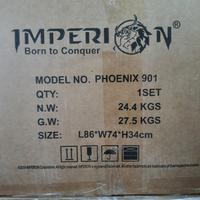 IMPERION
Born to Conquer
MODEL NO. PHOENIX 901
QTY: 1SET
N.W: 24.4 KGS
G.W: 27.5 KGS
SIZE: L86*W74*H34cm